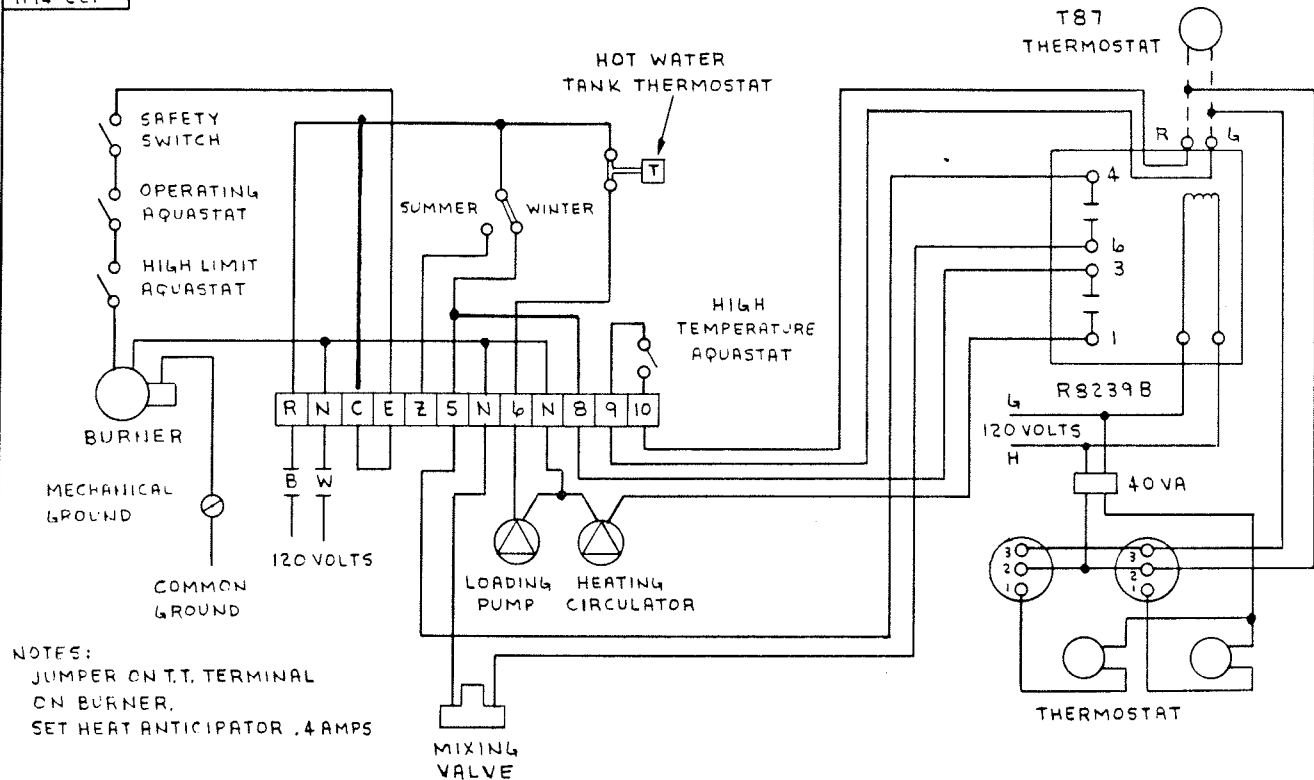 T87
THERMOSTAT
HOT WATER
TANK THERMOSTAT
SAFETY
SWITCH
R G
T
4
OPERATING
AQUASTAT
SUMMER WINTER
6
3
HIGH LIMIT
AQUASTAT
HIGH
TEMPERATURE
AQUASTAT
1
R8239B
R N C E Z 5 N 6 N 8 9 10
G
120 VOLTS
H
BURNER
B W
40 VA
MECHANICAL
GROUND
120 VOLTS
LOADING
PUMP
HEATING
CIRCULATOR
3
2
1
3
2
1
COMMON
GROUND
NOTES:
JUMPER ON T.T. TERMINAL
ON BURNER.
SET HEAT ANTICIPATOR .4 AMPS
THERMOSTAT
MIXING
VALVE